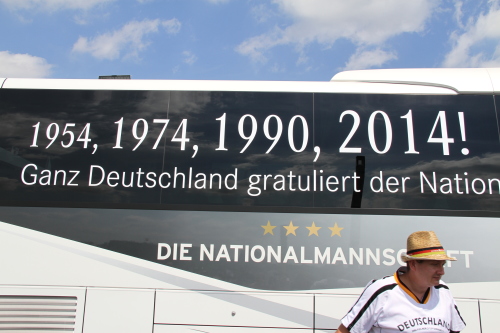 1954, 1974, 1990, 2014!
Ganz Deutschland gratuliert der Nation
DIE NATIONALMANNSCHAFT
DEUTSCHLAND